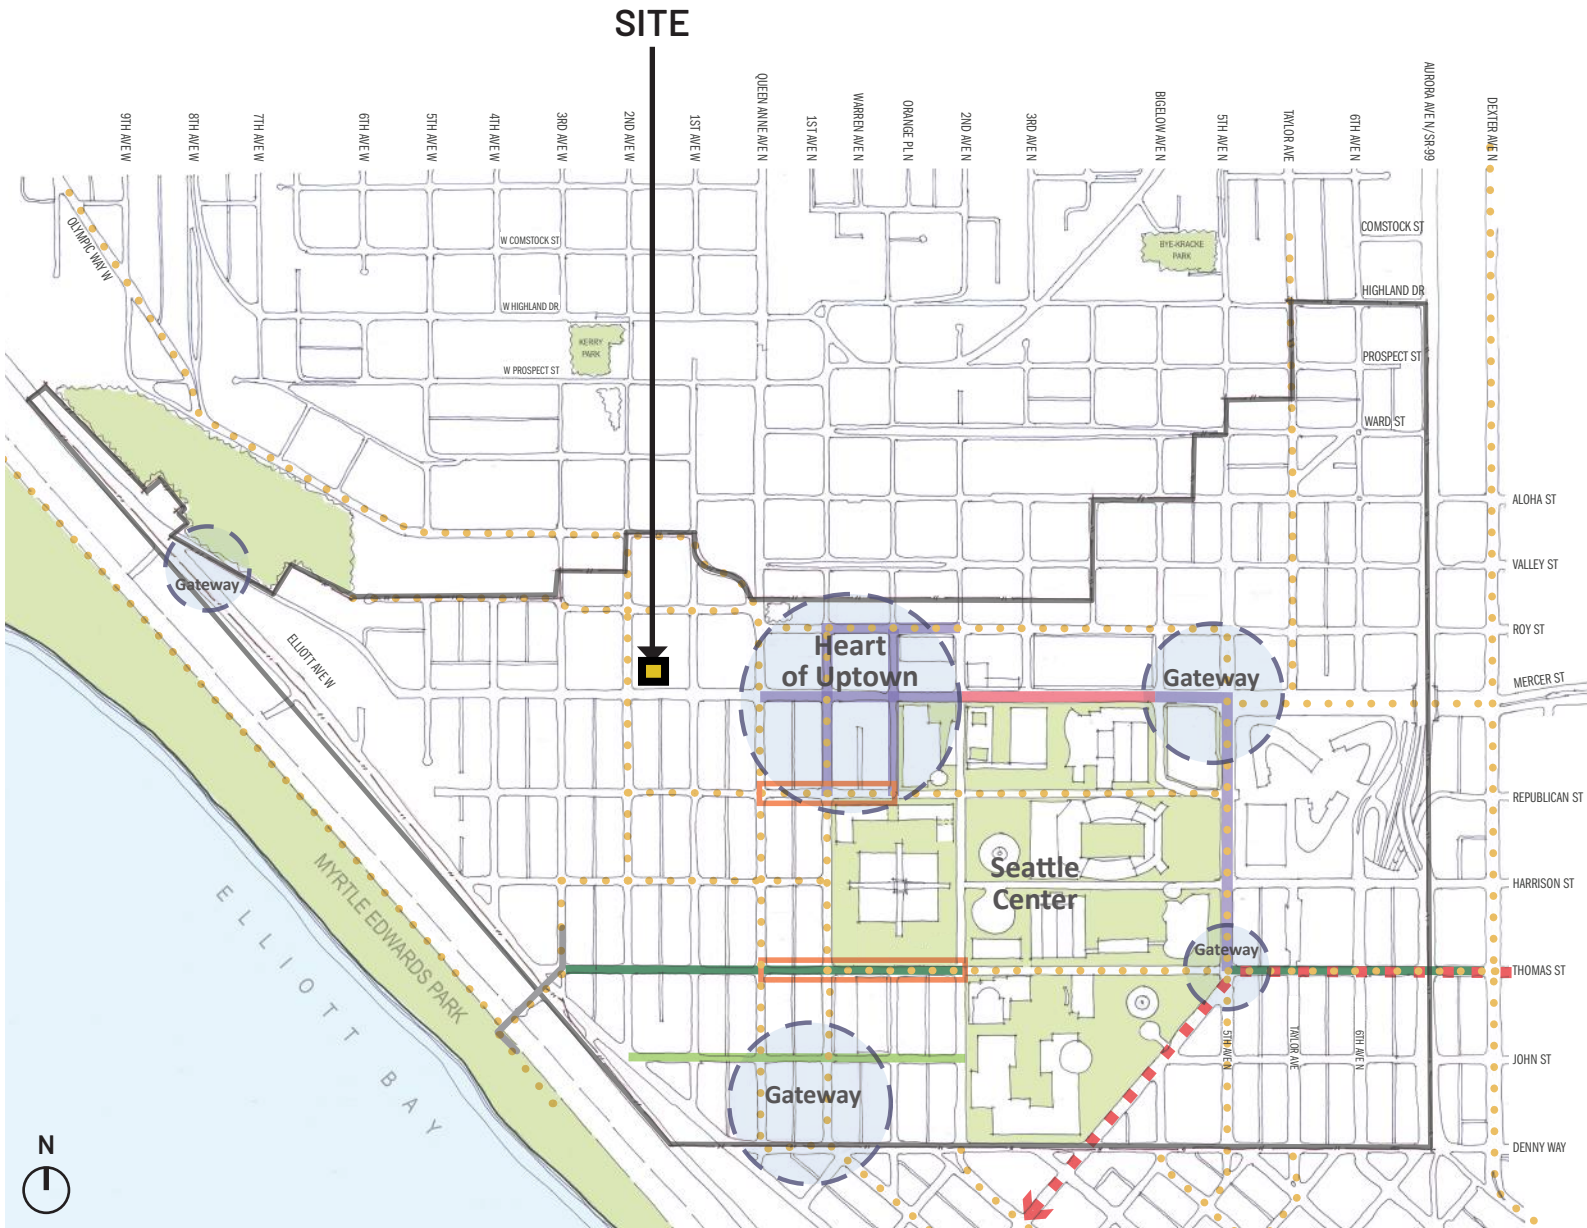 SITE
9TH AVE W
8TH AVE W
7TH AVE W
6TH AVE W
5TH AVE W
4TH AVE W
3RD AVE W
2ND AVE W
1ST AVE W
QUEEN ANNE AVE N
1ST AVE N
WARREN AVE N
ORANGE PL N
2ND AVE N
3RD AVE N
BIGELOW AVE N
5TH AVE N
TAYLOR AVE
6TH AVE N
AURORA AVE N/SR-99
DEXTER AVE N
OLYMPIC WAY W
W COMSTOCK ST
COMSTOCK ST
BYE-KRACKE
PARK
W HIGHLAND DR
HIGHLAND DR
KERRY
PARK
W PROSPECT ST
PROSPECT ST
WARD ST
ALOHA ST
VALLEY ST
Gateway
ROY ST
Heart
of Uptown
Gateway
ELLIOTT AVE W
MERCER ST
REPUBLICAN ST
Seattle
Center
HARRISON ST
MYRTLE EDWARDS PARK
ELLIOTT BAY
Gateway
THOMAS ST
5TH AVE N
TAYLOR AVE
6TH AVE N
JOHN ST
Gateway
DENNY WAY
N